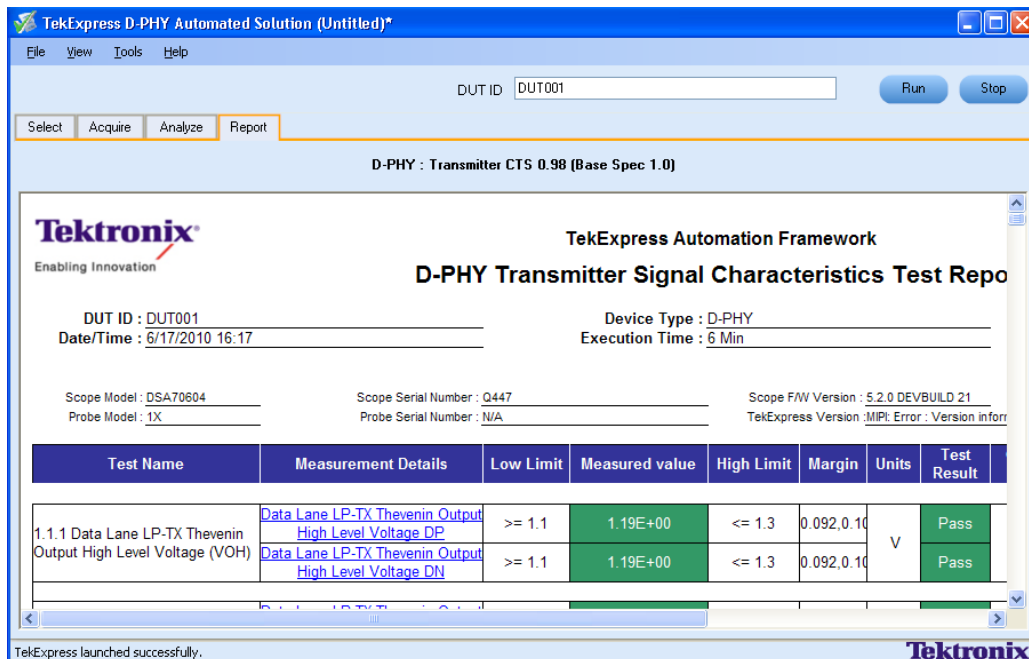 TekExpress D-PHY Automated Solution (Untitled)*
File View Tools Help
DUT ID DUT001 Run Stop
Select Acquire Analyze Report
D-PHY : Transmitter CTS 0.98 (Base Spec 1.0)
Tektronix
Enabling Innovation
TekExpress Automation Framework
D-PHY Transmitter Signal Characteristics Test Repo
DUT ID : DUT001 Device Type : D-PHY
Date/Time : 6/17/2010 16:17 Execution Time : 6 Min
Scope Model : DSA70604 Scope Serial Number : Q447 Scope F/W Version : 5.2.0 DEVBUILD 21
Probe Model : 1X Probe Serial Number : N/A TekExpress Version :MIPI: Error : Version inform
Test Name Measurement Details Low Limit Measured value High Limit Margin Units Test Result
1.1.1 Data Lane LP-TX Thevenin Output High Level Voltage (VOH)
Data Lane LP-TX Thevenin Output High Level Voltage DP >= 1.1 1.19E+00 <= 1.3 0.092,0.10 V Pass
Data Lane LP-TX Thevenin Output High Level Voltage DN >= 1.1 1.19E+00 <= 1.3 0.092,0.10 Pass
TekExpress launched successfully. Tektronix